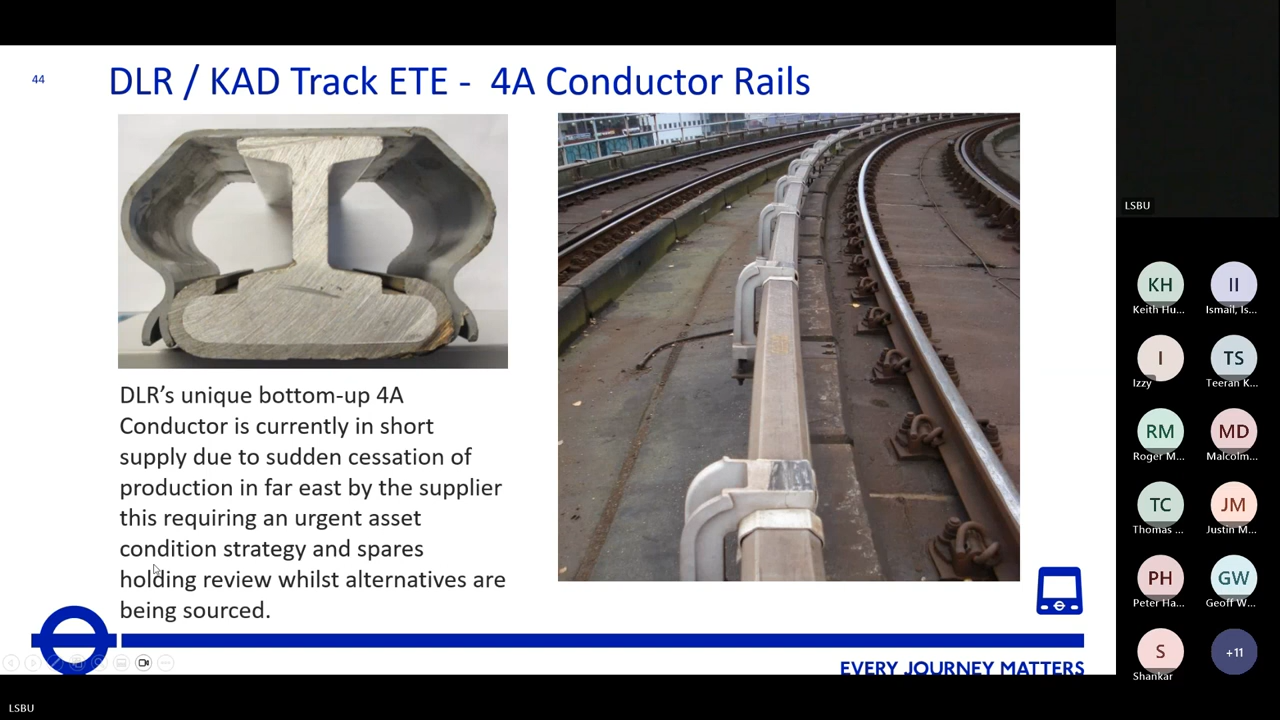 44
DLR / KAD Track ETE - 4A Conductor Rails
DLR’s unique bottom-up 4A
Conductor is currently in short
supply due to sudden cessation of
production in far east by the supplier
this requiring an urgent asset
condition strategy and spares
holding review whilst alternatives are
being sourced.
EVERY JOURNEY MATTERS
LSBU
KH
Keith Hu...
II
Ismail, Is...
I
Izzy
TS
Teeran K...
RM
Roger M...
MD
Malcolm...
TC
Thomas ...
JM
Justin M...
PH
Peter Ha...
GW
Geoff W...
S
Shankar
+11
LSBU